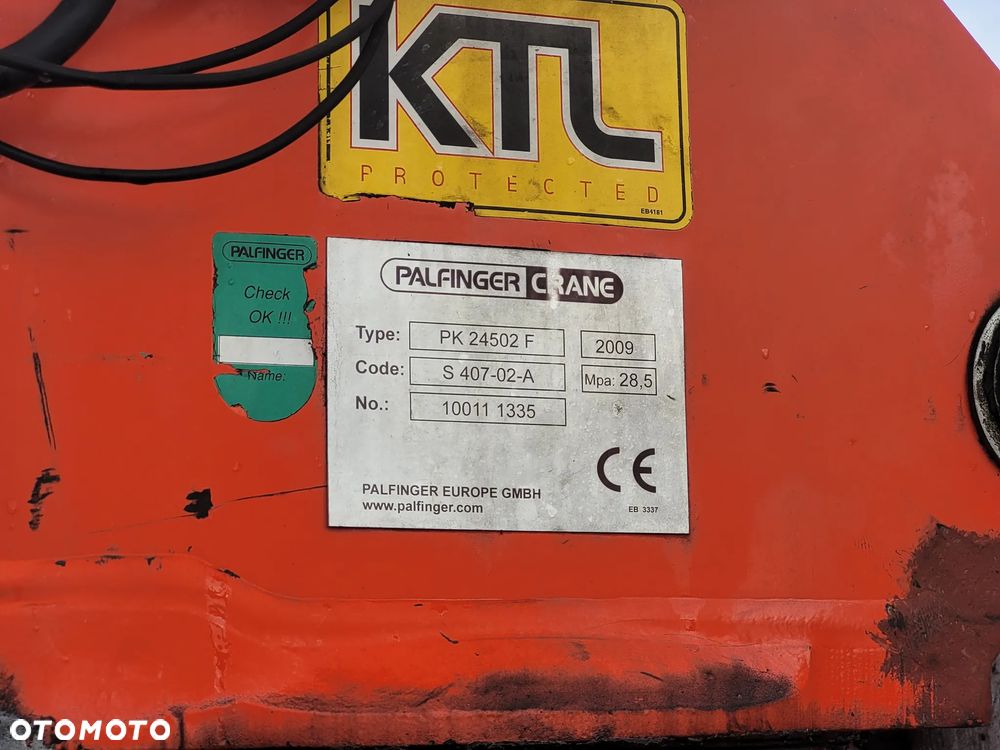 KTL
PROTECTED
EB4181
PALFINGER
Check
OK !!!
Name:
PALFINGER CRANE
Type: PK 24502 F 2009
Code: S 407-02-A Mpa: 28,5
No.: 10011 1335
CE
PALFINGER EUROPE GMBH
www.palfinger.com
EB 3337
OTOMOTO